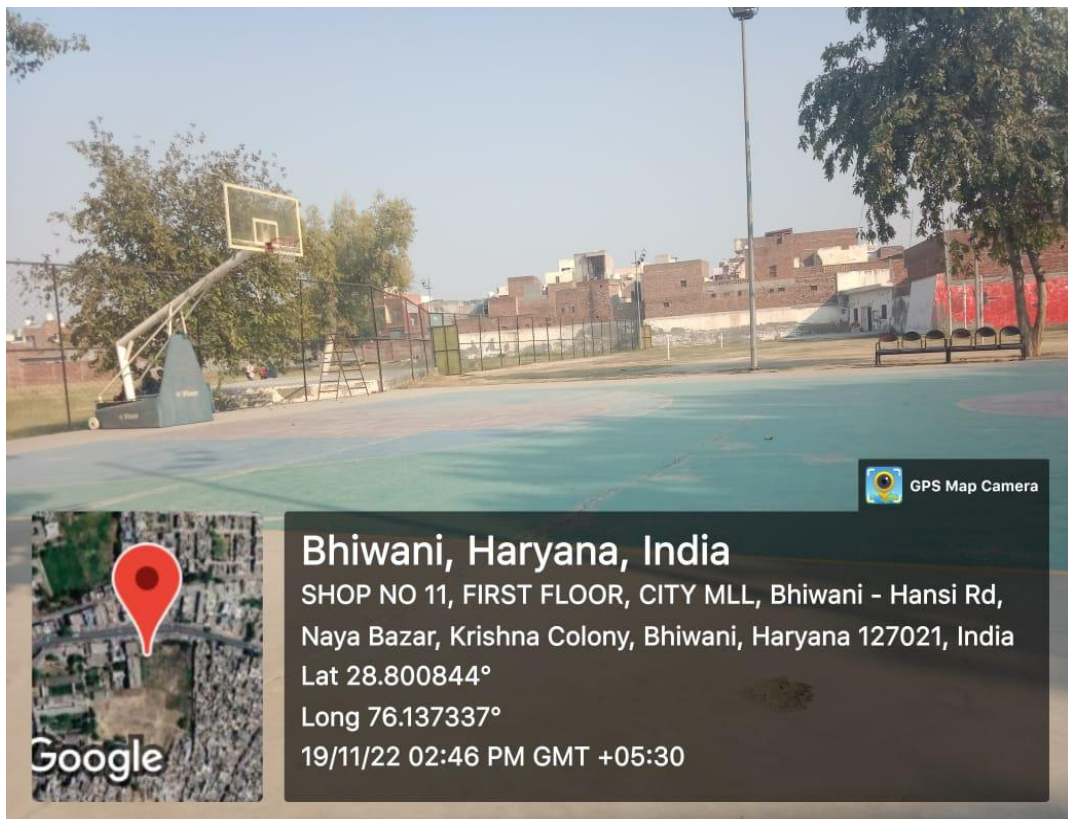 GPS Map Camera
Bhiwani, Haryana, India
SHOP NO 11, FIRST FLOOR, CITY MLL, Bhiwani - Hansi Rd,
Naya Bazar, Krishna Colony, Bhiwani, Haryana 127021, India
Lat 28.800844°
Long 76.137337°
19/11/22 02:46 PM GMT +05:30
Google